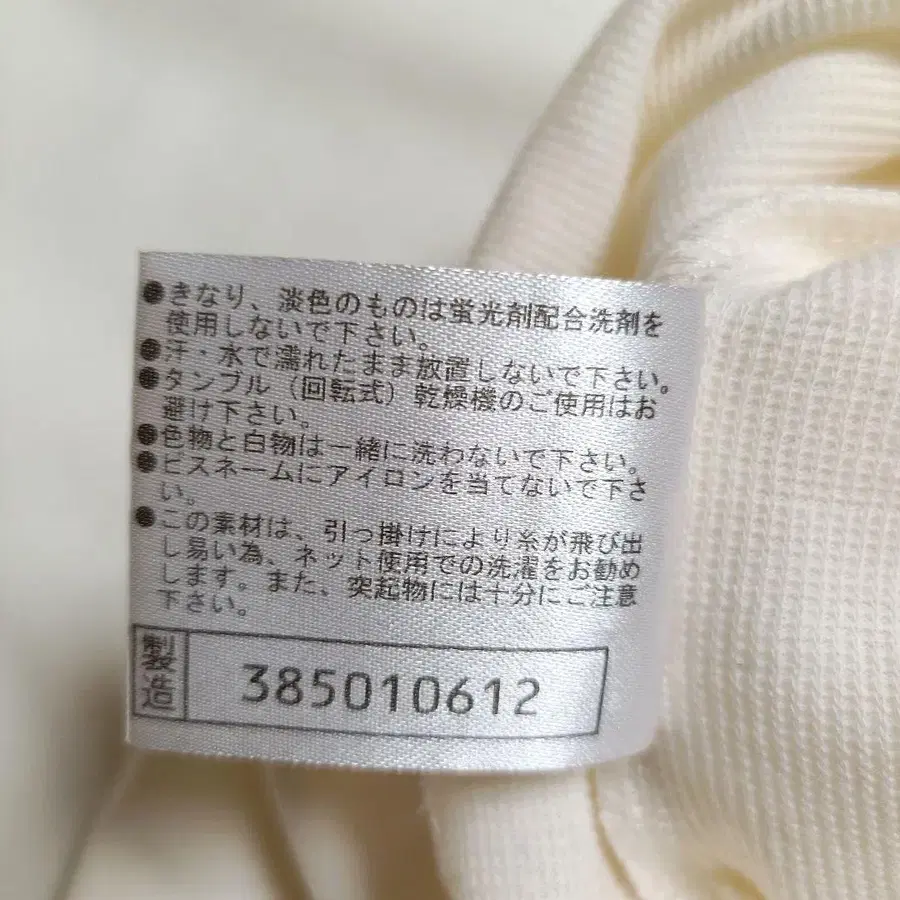 ●きなり、淡色のものは蛍光剤配合洗剤を
使用しないで下さい。
●汗・水で濡れたまま放置しないで下さい。
●タンブル（回転式）乾燥機のご使用はお
避け下さい。
●色物と白物は一緒に洗わないで下さい。
●ピスネームにアイロンを当てないで下さ
い。
●この素材は、引っ掛けにより糸が飛び出
し易い為、ネット使用での洗濯をお勧め
します。また、突起物には十分にご注意
下さい。
製造 385010612